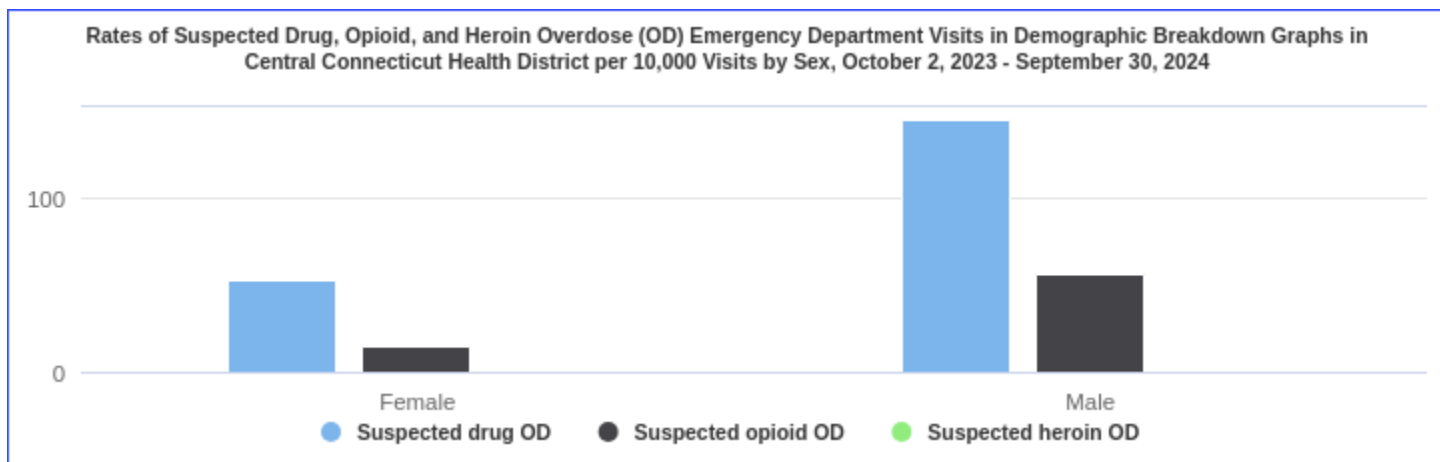 Rates of Suspected Drug, Opioid, and Heroin Overdose (OD) Emergency Department Visits in Demographic Breakdown Graphs in
Central Connecticut Health District per 10,000 Visits by Sex, October 2, 2023 - September 30, 2024
100
0
Female Male
Suspected drug OD Suspected opioid OD Suspected heroin OD